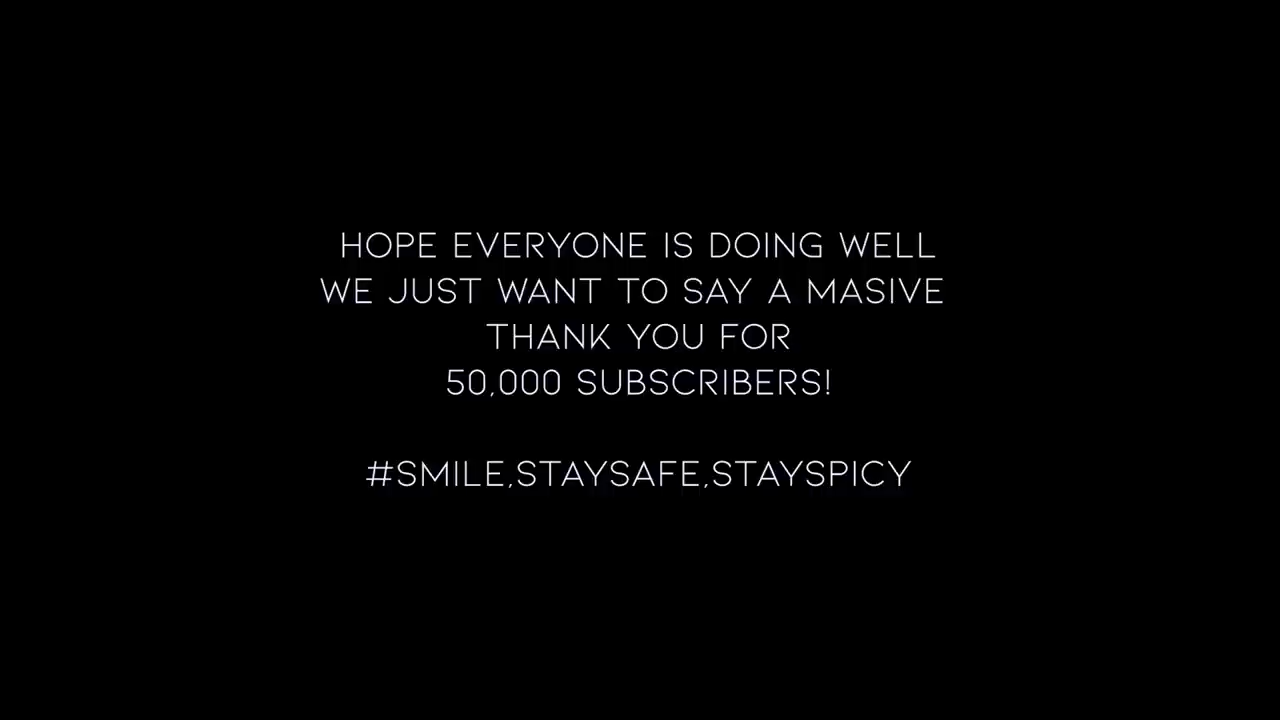 HOPE EVERYONE IS DOING WELL
WE JUST WANT TO SAY A MASIVE
THANK YOU FOR
50,000 SUBSCRIBERS!
#SMILE,STAYSAFE,STAYSPICY